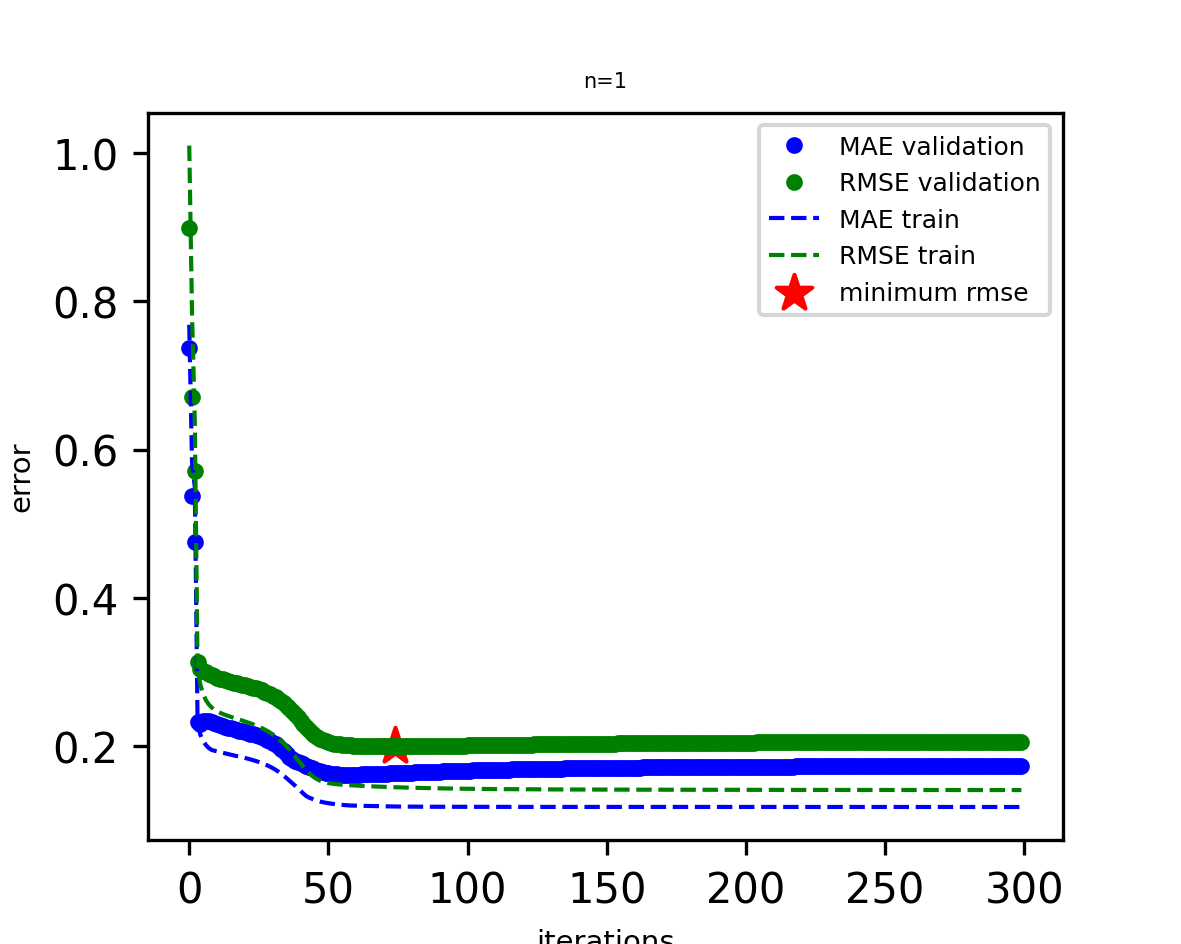 n=1
1.0
0.8
0.6
0.4
0.2
error
MAE validation
RMSE validation
MAE train
RMSE train
minimum rmse
0 50 100 150 200 250 300
iterations